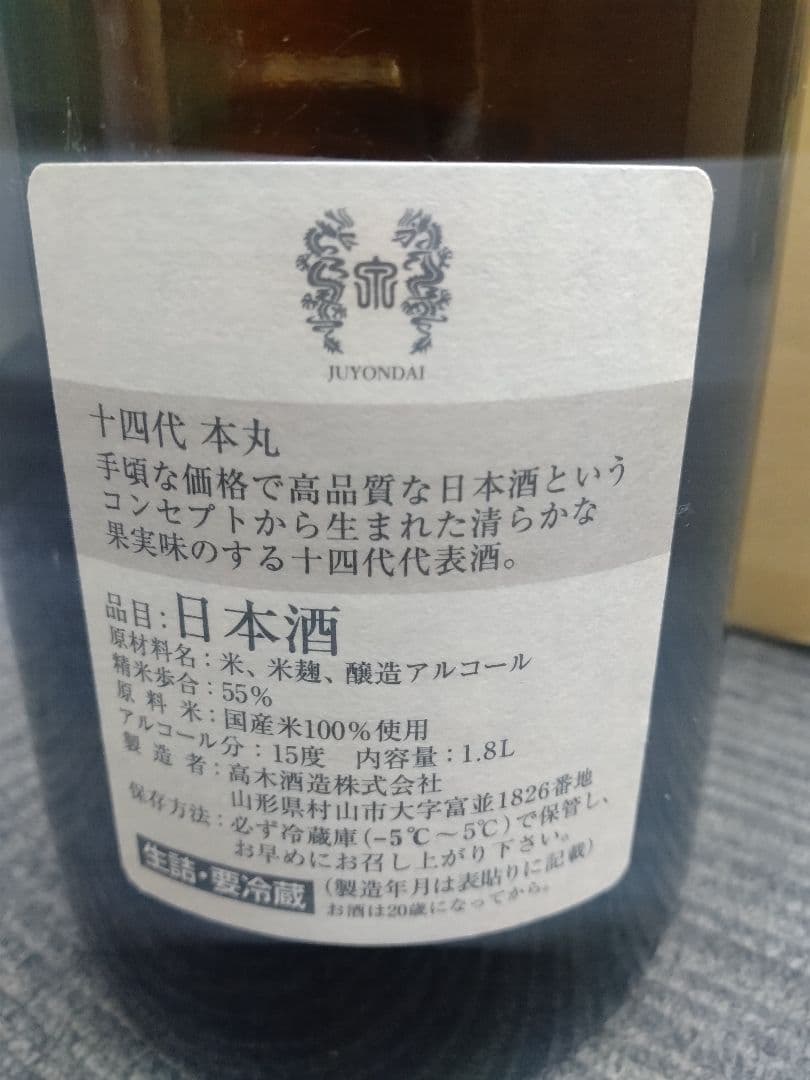 JUYONDAI
十四代 本丸
手頃な価格で高品質な日本酒という
コンセプトから生まれた清らかな
果実味のする十四代代表酒。
品目:日本酒
原材料名:米、米麹、醸造アルコール
精米歩合:55%
原料米:国産米100%使用
アルコール分:15度 内容量:1.8L
製造者:高木酒造株式会社
山形県村山市大字富並1826番地
保存方法:必ず冷蔵庫(-5℃〜5℃)で保管し、
お早めにお召し上がり下さい。
生詰・要冷蔵
(製造年月は表貼りに記載)
お酒は20歳になってから。